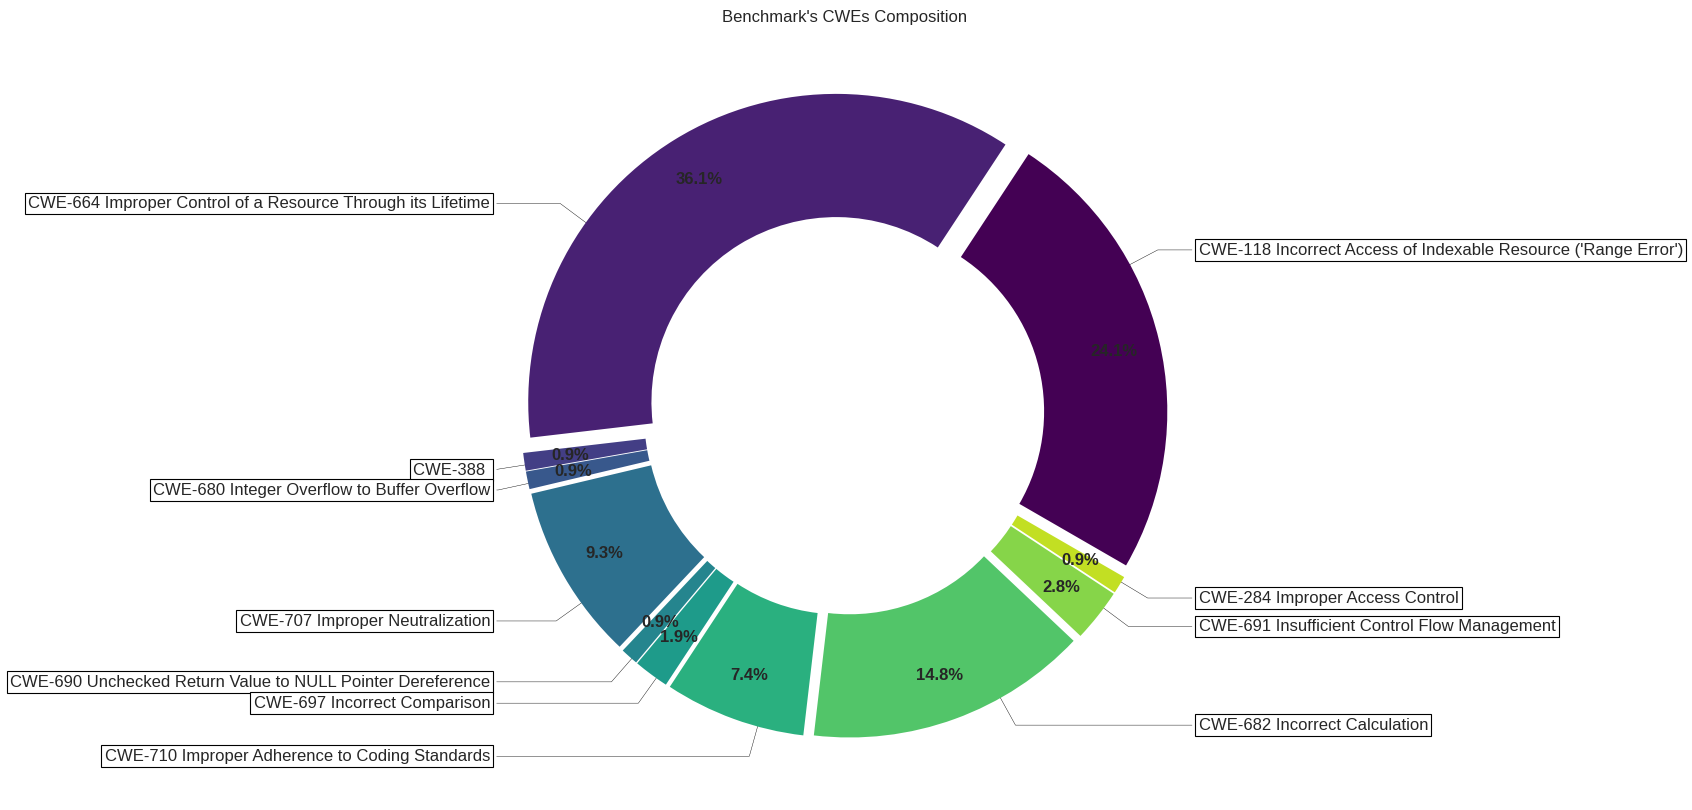 Benchmark's CWEs Composition
36.1%
CWE-664 Improper Control of a Resource Through its Lifetime
CWE-118 Incorrect Access of Indexable Resource ('Range Error')
24.1%
0.9%
CWE-388
0.9%
CWE-680 Integer Overflow to Buffer Overflow
9.3%
0.9%
2.8%
CWE-284 Improper Access Control
CWE-707 Improper Neutralization
0.9%
CWE-691 Insufficient Control Flow Management
1.9%
7.4%
14.8%
CWE-690 Unchecked Return Value to NULL Pointer Dereference
CWE-697 Incorrect Comparison
CWE-682 Incorrect Calculation
CWE-710 Improper Adherence to Coding Standards